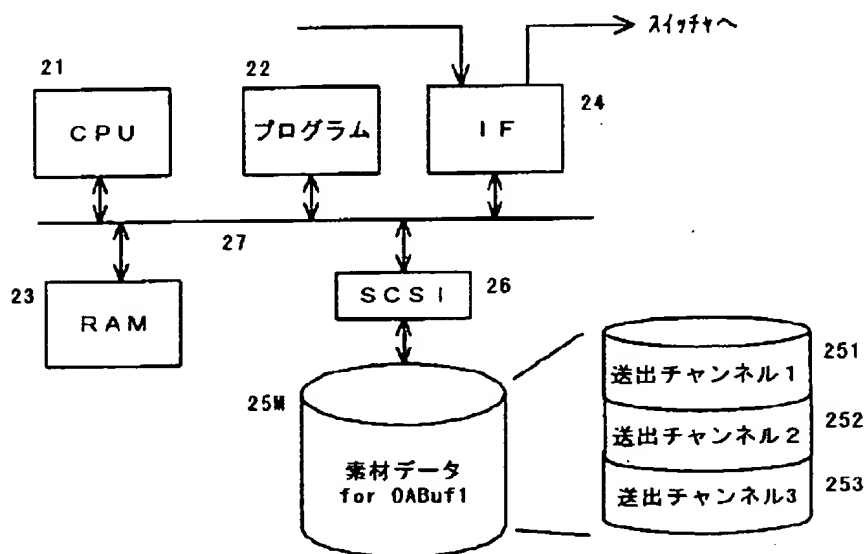 スイッチャへ
21
22
24
CPU
プログラム
IF
27
23
RAM
SCSI
26
25M
素材データ
for OABuf1
送出チャンネル1
251
送出チャンネル2
252
送出チャンネル3
253